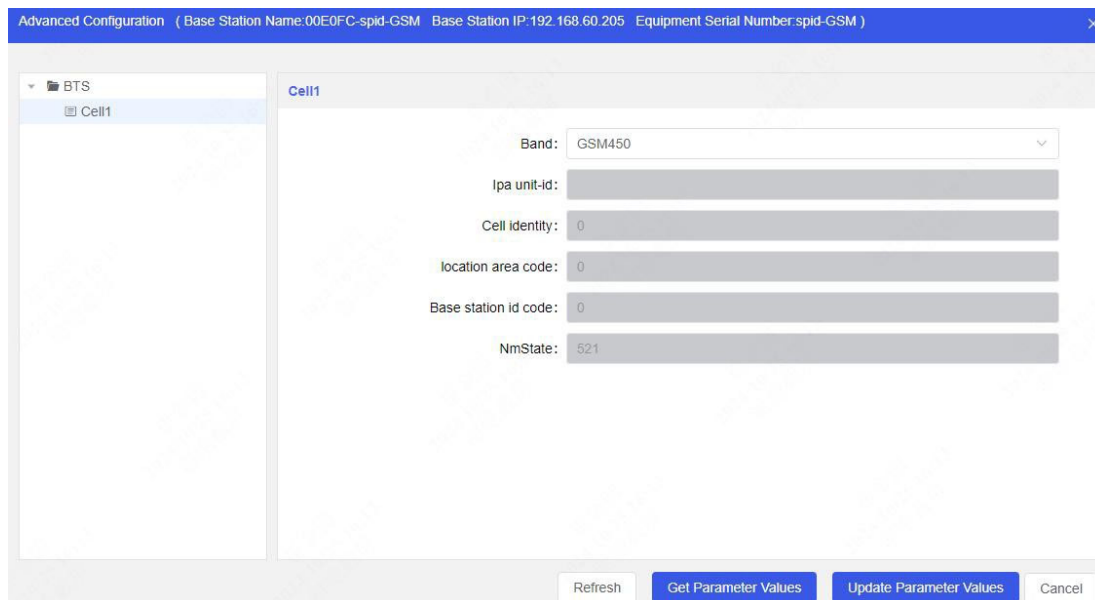 Advanced Configuration ( Base Station Name:00E0FC-spid-GSM Base Station IP:192.168.60.205 Equipment Serial Number:spid-GSM )
BTS
Cell1
Cell1
Band: GSM450
Ipa unit-id:
Cell identity: 0
location area code: 0
Base station id code: 0
NmState: 521
Refresh Get Parameter Values Update Parameter Values Cancel